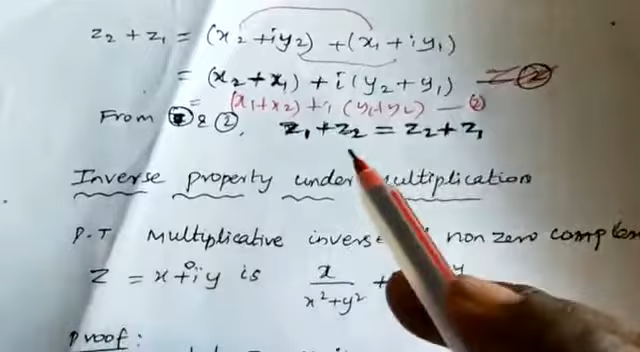 z₂ + z₁ = (x₂ + iy₂) + (x₁ + iy₁)
= (x₂ + x₁) + i(y₂ + y₁)
= (x₁ + x₂) + i (y₁ + y₂) — ②
From ① & ②, z₁ + z₂ = z₂ + z₁
Inverse property under multiplication
P.T Multiplicative inverse non zero
z = x + iy is x / x² + y² +
Proof: